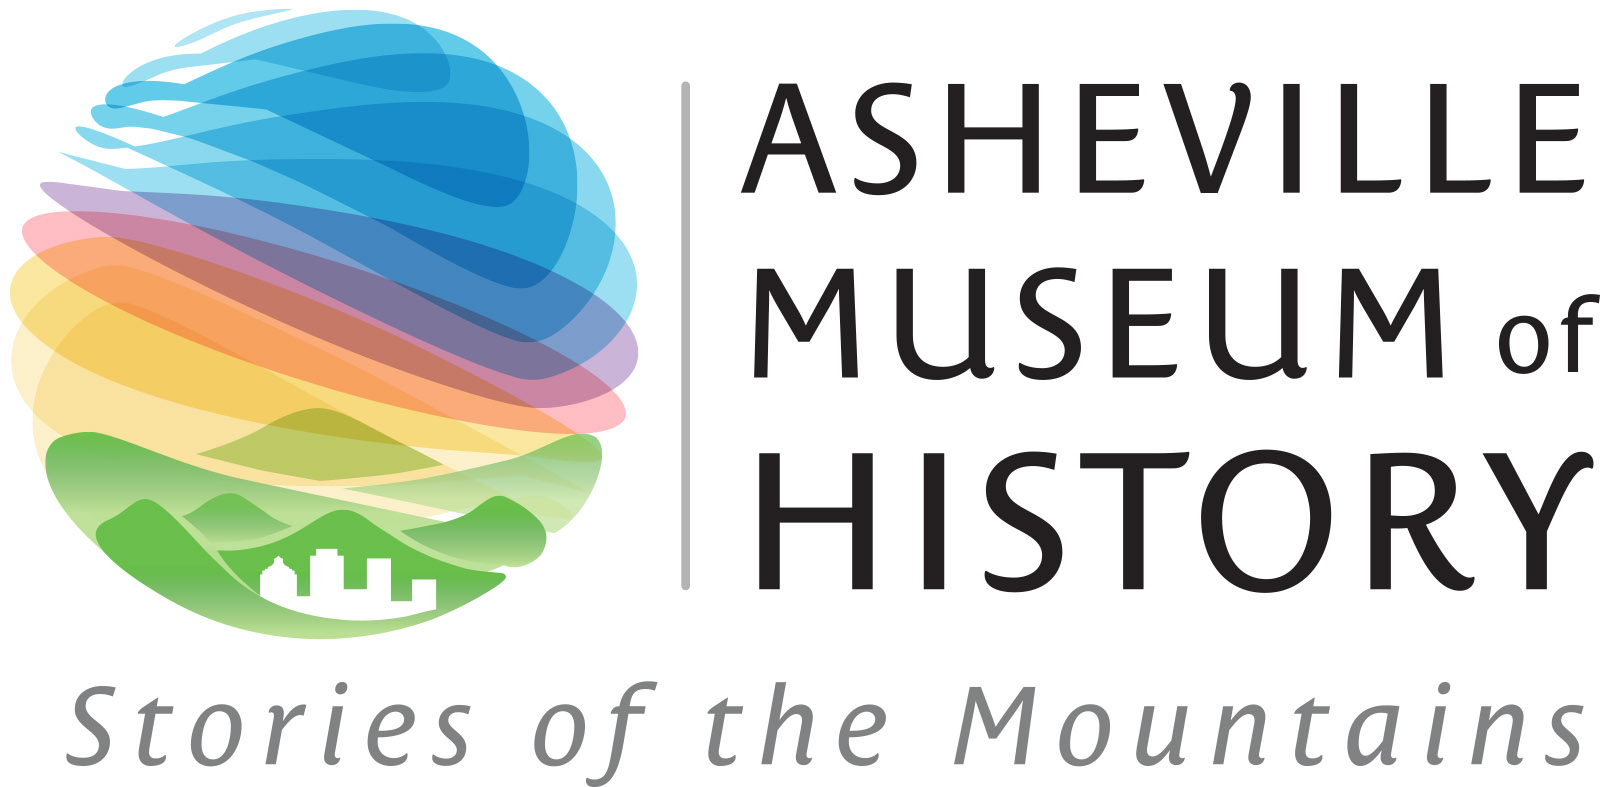 ASHEVILLE
MUSEUM of
HISTORY
Stories of the Mountains